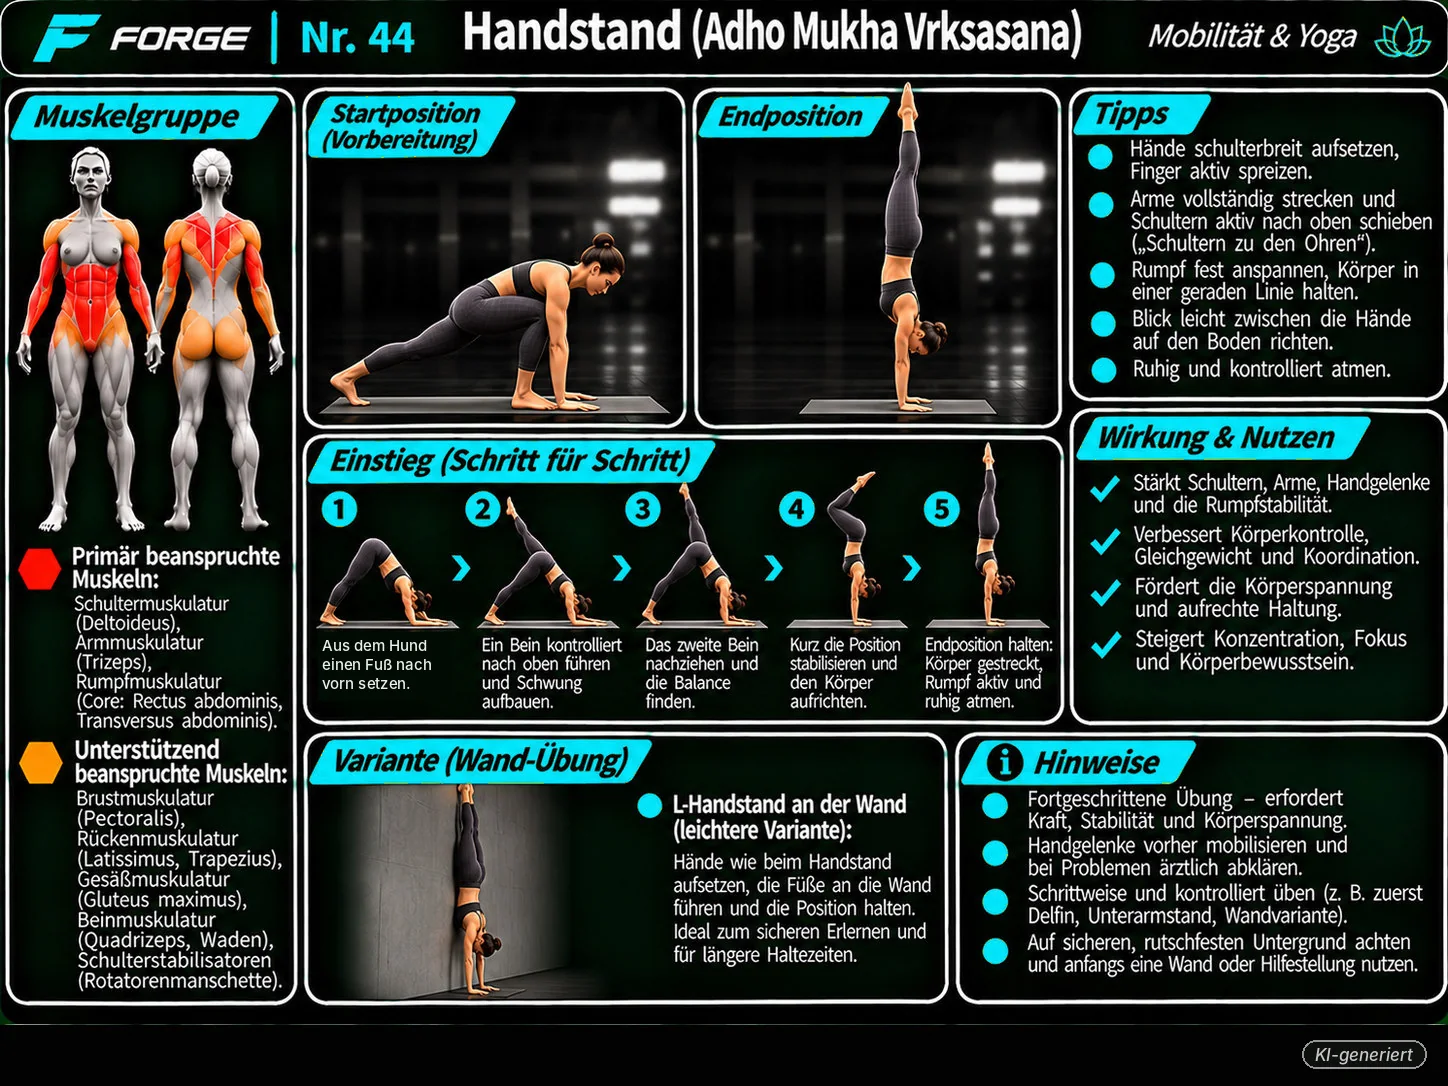 FORGE
Nr. 44
Handstand (Adho Mukha Vrksasana)
Mobilität & Yoga
Muskelgruppe
Primär beanspruchte
Muskeln:
Schultermuskulatur
(Deltoideus),
Armmuskulatur
(Trizeps),
Rumpfmuskulatur
(Core: Rectus abdominis,
Transversus abdominis).
Unterstützend
beanspruchte Muskeln:
Brustmuskulatur
(Pectoralis),
Rückenmuskulatur
(Latissimus, Trapezius),
Gesäßmuskulatur
(Gluteus maximus),
Beinmuskulatur
(Quadrizeps, Waden),
Schulterstabilisatoren
(Rotatorenmanschette).
Startposition
(Vorbereitung)
Endposition
Einstieg (Schritt für Schritt)
1
Aus dem Hund
einen Fuß nach
vorn setzen.
2
Ein Bein kontrolliert
nach oben führen
und Schwung
aufbauen.
3
Das zweite Bein
nachziehen und
die Balance
finden.
4
Kurz die Position
stabilisieren und
den Körper
aufrichten.
5
Endposition halten:
Körper gestreckt,
Rumpf aktiv und
ruhig atmen.
Variante (Wand-Übung)
L-Handstand an der Wand
(leichtere Variante):
Hände wie beim Handstand
aufsetzen, die Füße an die Wand
führen und die Position halten.
Ideal zum sicheren Erlernen und
für längere Haltezeiten.
Tipps
Hände schulterbreit aufsetzen,
Finger aktiv spreizen.
Arme vollständig strecken und
Schultern aktiv nach oben schieben
(„Schultern zu den Ohren“).
Rumpf fest anspannen, Körper in
einer geraden Linie halten.
Blick leicht zwischen die Hände
auf den Boden richten.
Ruhig und kontrolliert atmen.
Wirkung & Nutzen
Stärkt Schultern, Arme, Handgelenke
und die Rumpfstabilität.
Verbessert Körperkontrolle,
Gleichgewicht und Koordination.
Fördert die Körperspannung
und aufrechte Haltung.
Steigert Konzentration, Fokus
und Körperbewusstsein.
i Hinweise
Fortgeschrittene Übung – erfordert
Kraft, Stabilität und Körperspannung.
Handgelenke vorher mobilisieren und
bei Problemen ärztlich abklären.
Schrittweise und kontrolliert üben (z. B. zuerst
Delfin, Unterarmstand, Wandvariante).
Auf sicheren, rutschfesten Untergrund achten
und anfangs eine Wand oder Hilfestellung nutzen.
KI-generiert